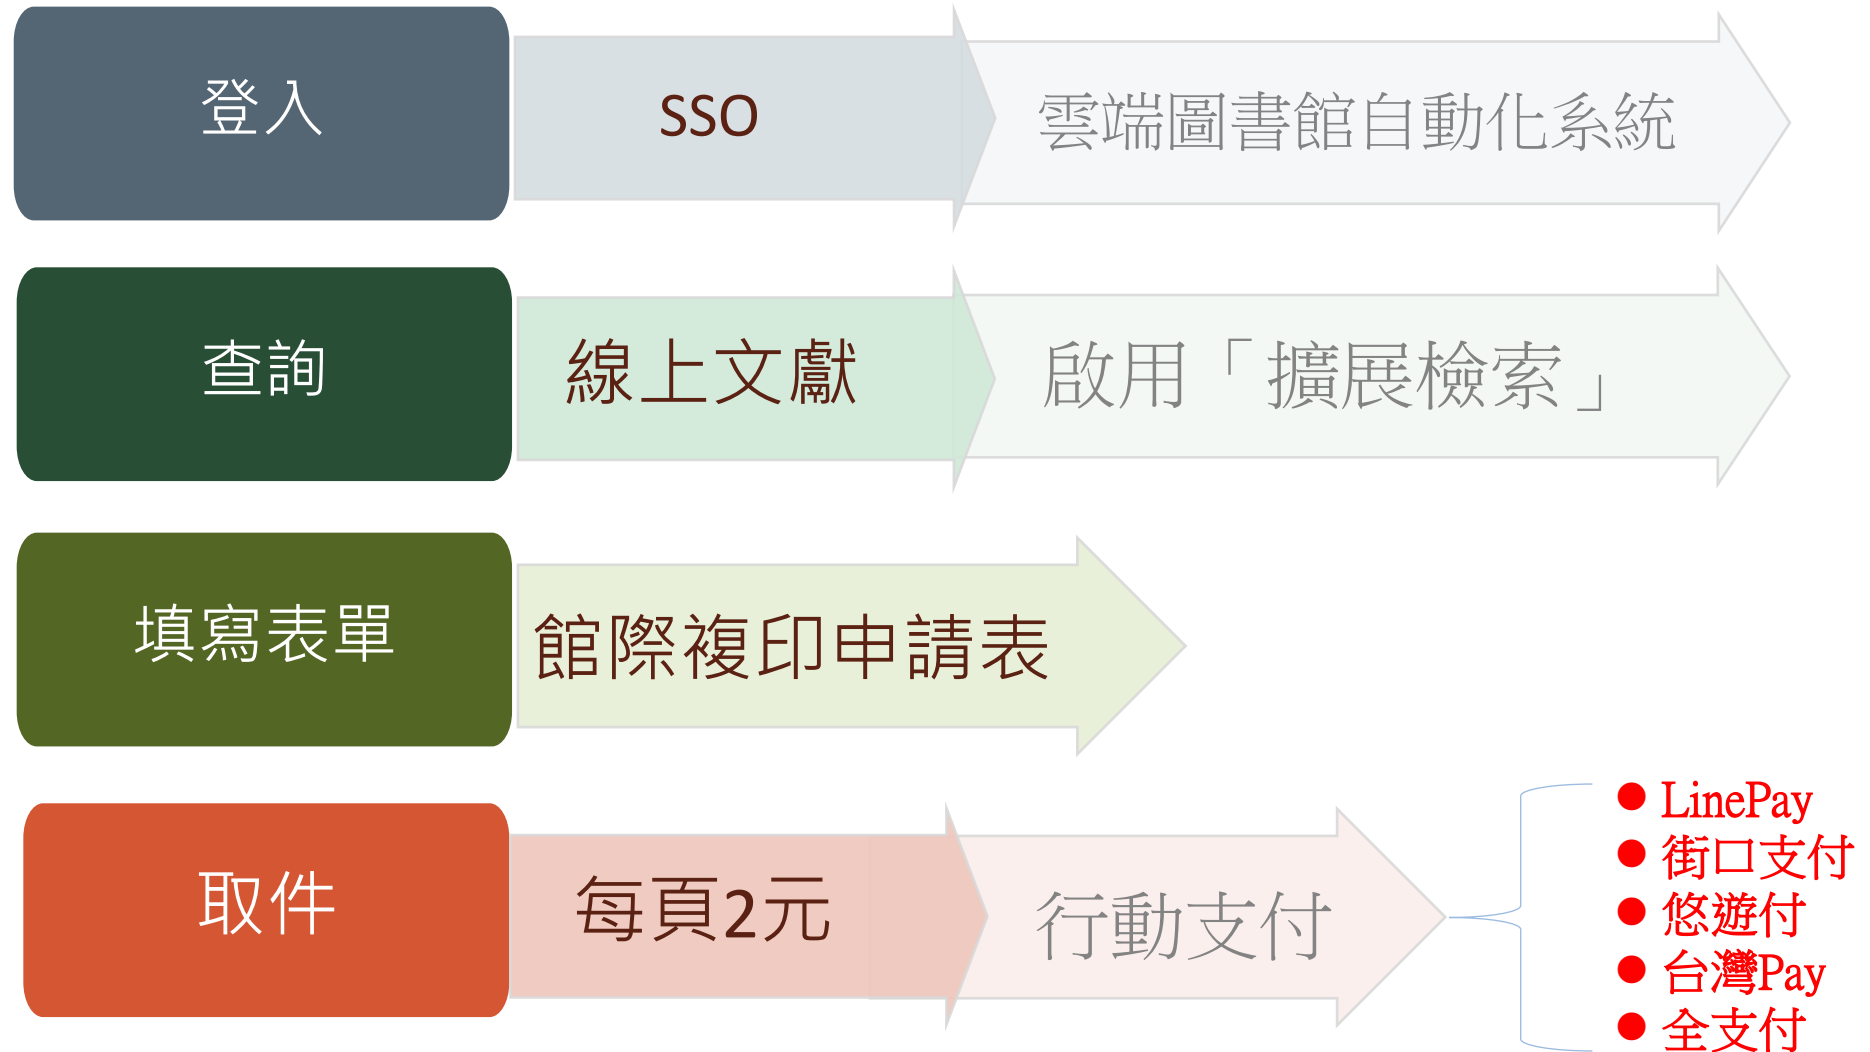 登入
SSO
雲端圖書館自動化系統
查詢
線上文獻
啟用「擴展檢索」
填寫表單
館際複印申請表
取件
每頁2元
行動支付
● LinePay
● 街口支付
● 悠遊付
● 台灣Pay
● 全支付